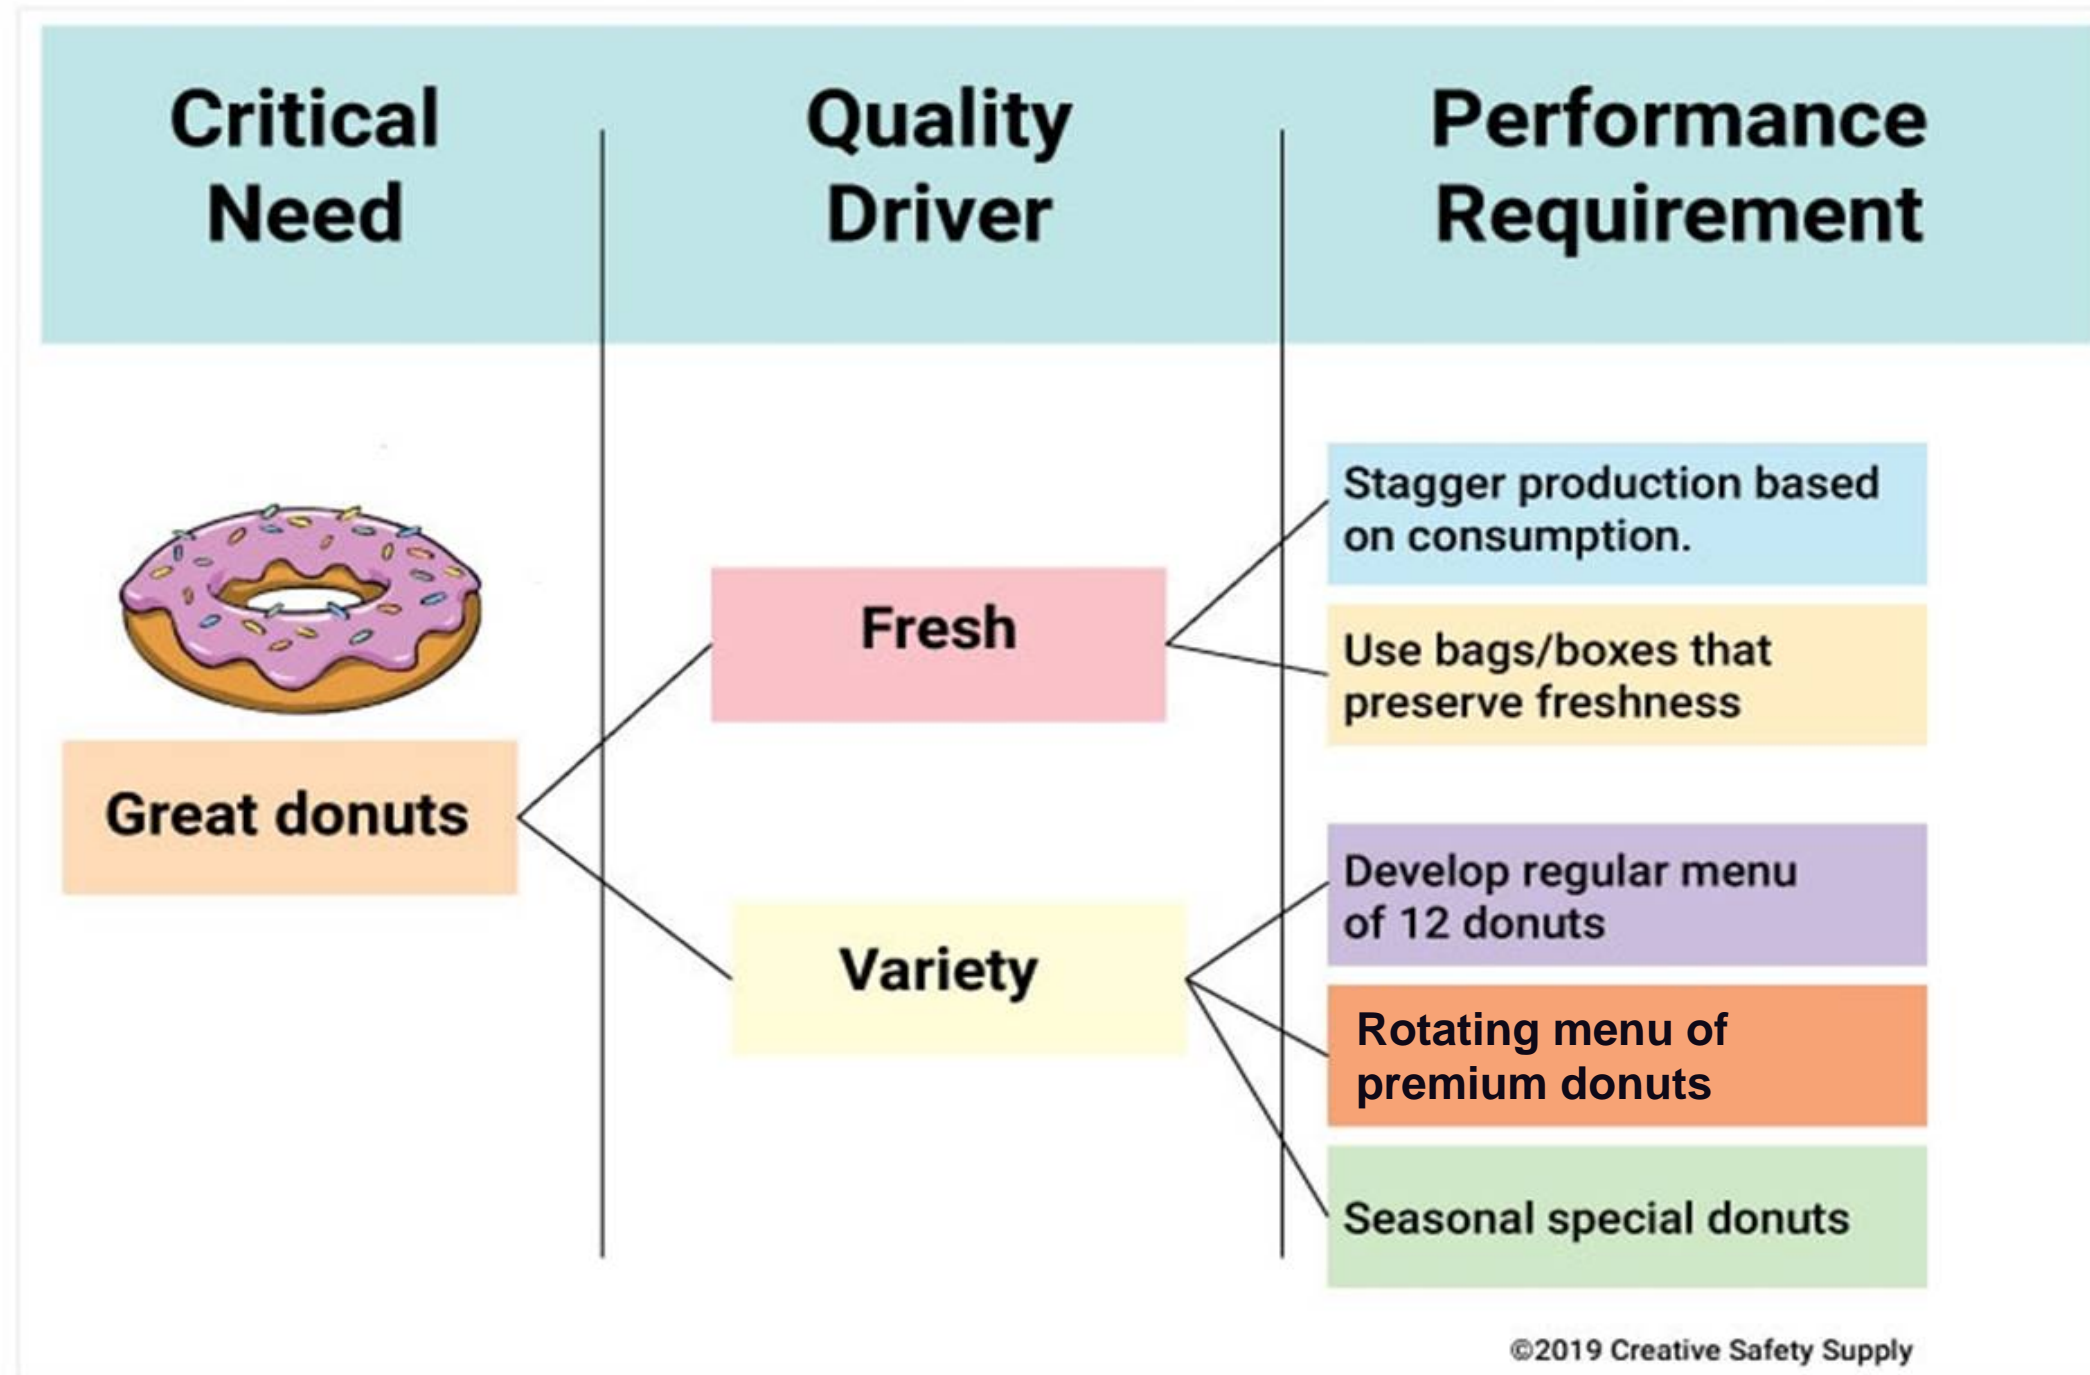 Critical
Need
Quality
Driver
Performance
Requirement
Great donuts
Fresh
Variety
Stagger production based
on consumption.
Use bags/boxes that
preserve freshness
Develop regular menu
of 12 donuts
Rotating menu of
premium donuts
Seasonal special donuts
©2019 Creative Safety Supply